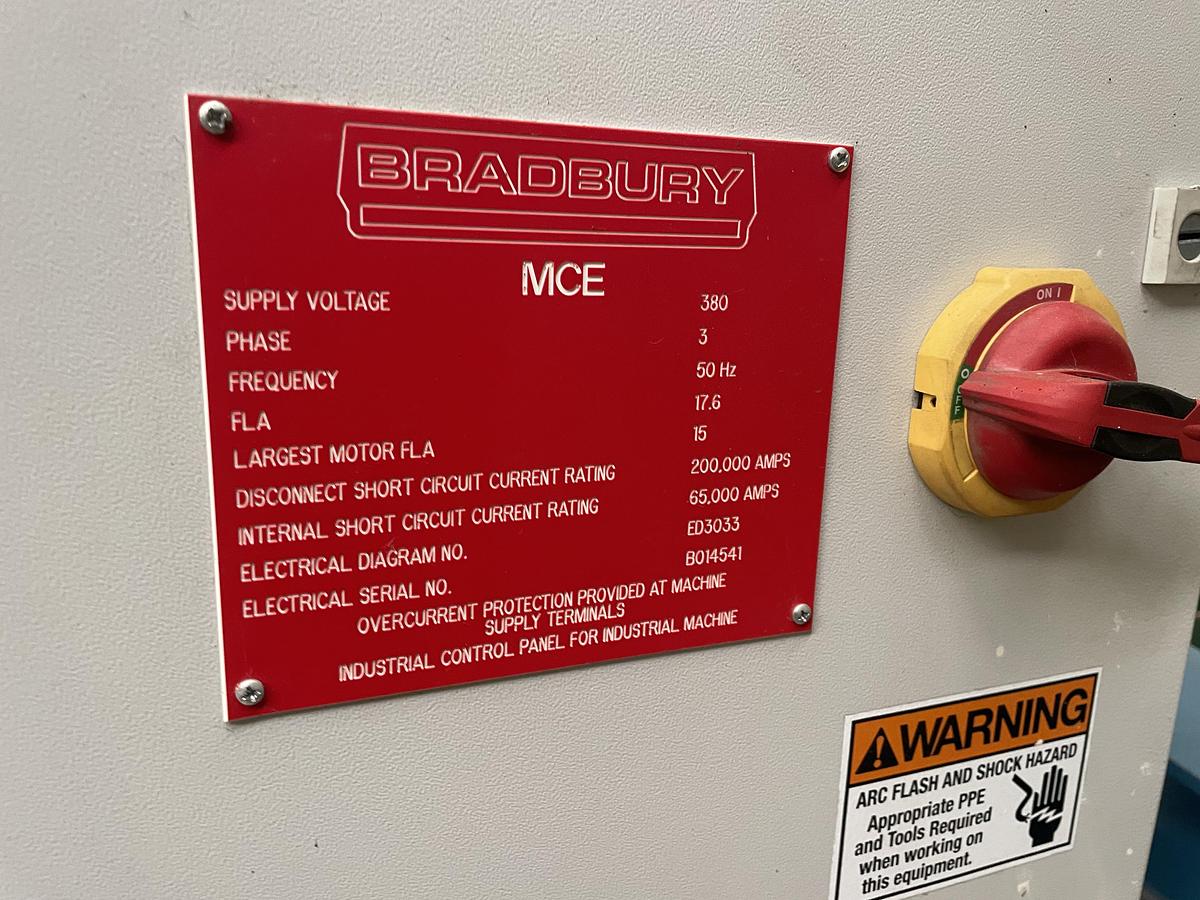 BRADBURY
MCE
SUPPLY VOLTAGE 380
PHASE 3
FREQUENCY 50 Hz
FLA 17.6
LARGEST MOTOR FLA 15
DISCONNECT SHORT CIRCUIT CURRENT RATING 200,000 AMPS
INTERNAL SHORT CIRCUIT CURRENT RATING 65,000 AMPS
ELECTRICAL DIAGRAM NO. ED3033
ELECTRICAL SERIAL NO. B014541
OVERCURRENT PROTECTION PROVIDED AT MACHINE
SUPPLY TERMINALS
INDUSTRIAL CONTROL PANEL FOR INDUSTRIAL MACHINE
ON I
O OFF
WARNING
ARC FLASH AND SHOCK HAZARD
Appropriate PPE
and Tools Required
when working on
this equipment.